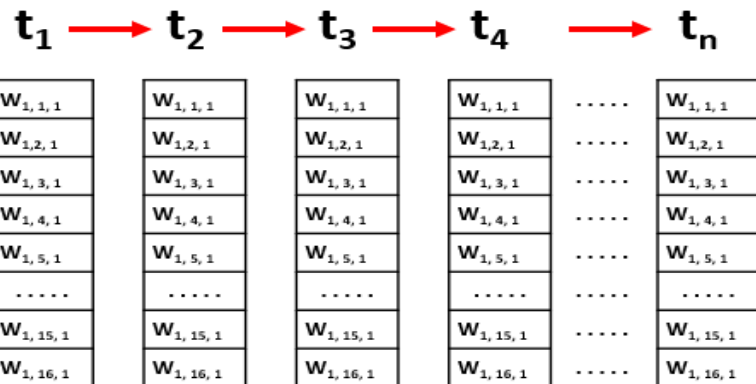 t1 t2 t3 t4 tn
W1, 1, 1 W1, 1, 1 W1, 1, 1 W1, 1, 1 ..... W1, 1, 1
W1,2, 1 W1,2, 1 W1,2, 1 W1,2, 1 ..... W1,2, 1
W1, 3, 1 W1, 3, 1 W1, 3, 1 W1, 3, 1 ..... W1, 3, 1
W1, 4, 1 W1, 4, 1 W1, 4, 1 W1, 4, 1 ..... W1, 4, 1
W1, 5, 1 W1, 5, 1 W1, 5, 1 W1, 5, 1 ..... W1, 5, 1
..... ..... ..... ..... ..... .....
W1, 15, 1 W1, 15, 1 W1, 15, 1 W1, 15, 1 ..... W1, 15, 1
W1, 16, 1 W1, 16, 1 W1, 16, 1 W1, 16, 1 ..... W1, 16, 1